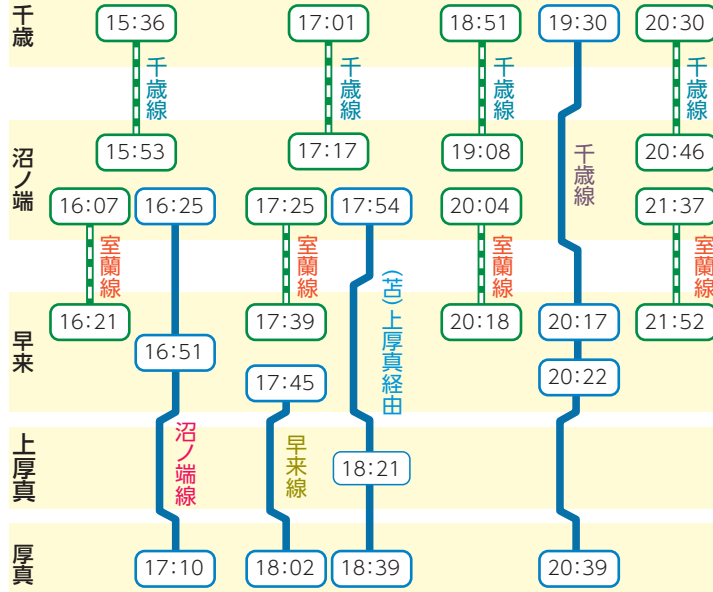 千歳
15:36
17:01
18:51
19:30
20:30
千歳線
千歳線
千歳線
千歳線
15:53
17:17
19:08
千歳線
20:46
沼ノ端
16:07
16:25
17:25
17:54
20:04
21:37
室蘭線
室蘭線
(苫)上厚真経由
室蘭線
室蘭線
早来
16:21
17:39
20:18
20:17
21:52
16:51
17:45
20:22
上厚真
沼ノ端線
早来線
18:21
厚真
17:10
18:02
18:39
20:39